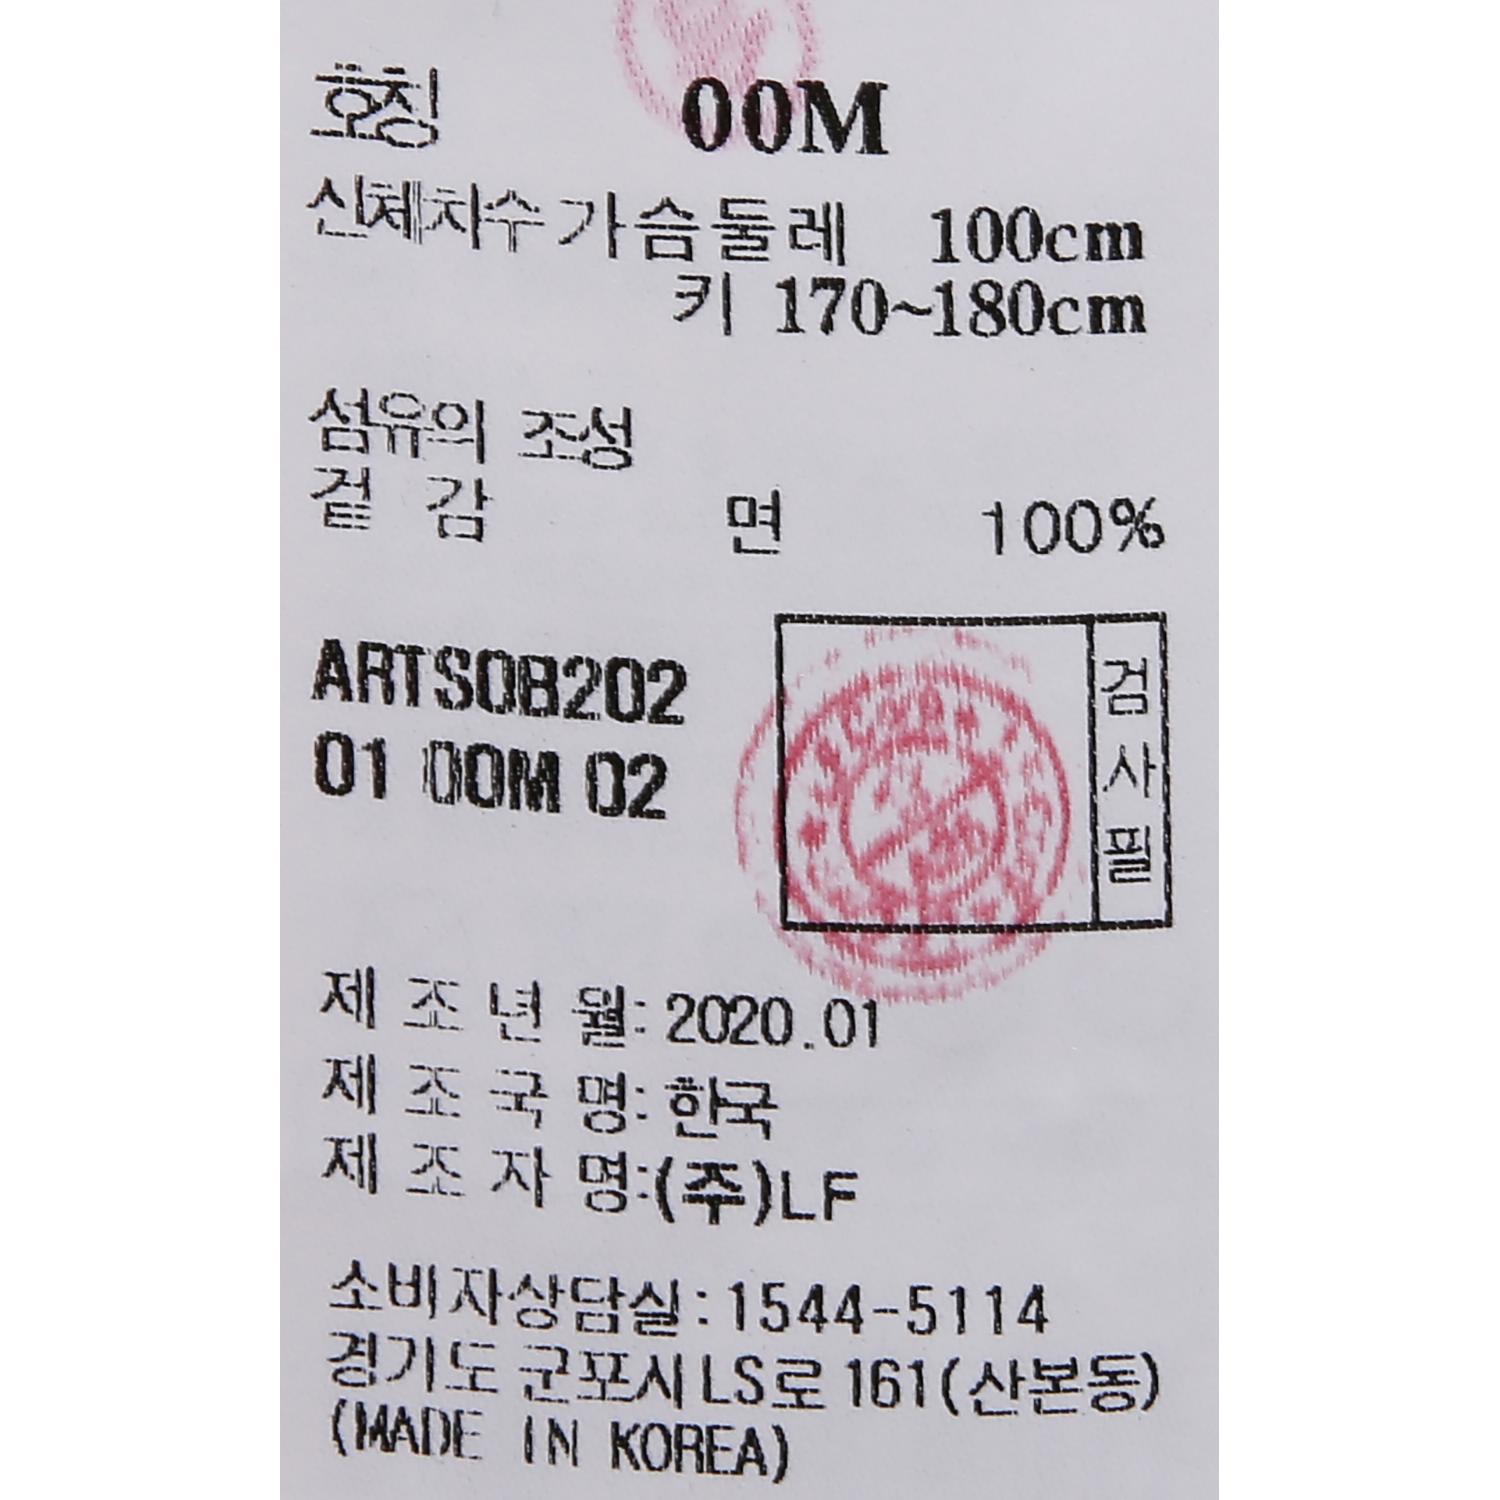 호칭 00M
신체치수 가슴둘레 100cm
키 170~180cm
섬유의 조성
겉 감 면 100%
ARTS0B202
01 00M 02
검사필
제 조 년 월: 2020.01
제 조 국 명: 한국
제 조 자 명:(주)LF
소비자상담실:1544-5114
경기도 군포시 LS로 161(산본동)
(MADE IN KOREA)